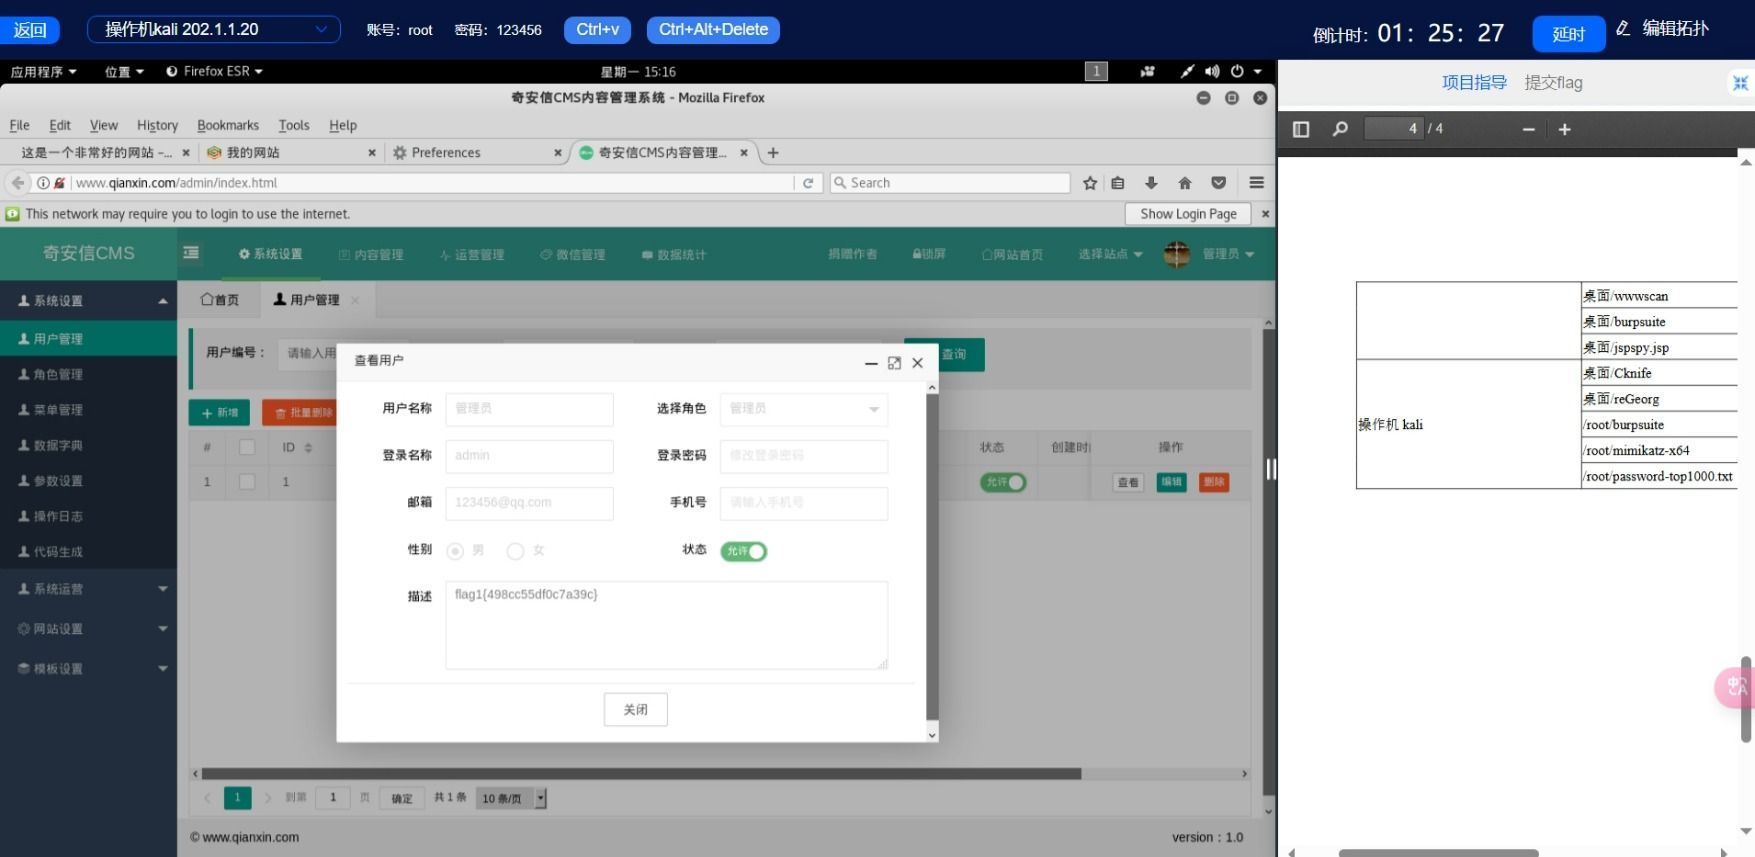 返回 操作机kali 202.1.1.20 账号：root 密码：123456 Ctrl+v Ctrl+Alt+Delete 倒计时：01：25：27 延时 编辑拓扑
应用程序 位置 Firefox ESR 星期一 15:16 1
项目指导 提交flag
奇安信CMS内容管理系统 - Mozilla Firefox
File Edit View History Bookmarks Tools Help
4 / 4
这是一个非常好的网站 –... 我的网站 Preferences 奇安信CMS内容管理...
www.qianxin.com/admin/index.html Search
This network may require you to login to use the internet. Show Login Page
奇安信CMS 系统设置 内容管理 运营管理 微信管理 数据统计 捐赠作者 锁屏 网站首页 选择站点 管理员
系统设置 首页 用户管理
用户管理
角色管理
菜单管理
数据字典
参数设置
操作日志
代码生成
系统运营
网站设置
模板设置
用户编号： 请输入用 查询
新增 批量删除
# ID 状态 创建时 操作
1 1 允许 查看 编辑 删除
查看用户
用户名称 管理员 选择角色 管理员
登录名称 admin 登录密码 修改登录密码
邮箱 123456@qq.com 手机号 请输入手机号
性别 男 女 状态 允许
描述 flag1{498cc55df0c7a39c}
关闭
1 到第 1 页 确定 共 1 条 10 条/页
© www.qianxin.com version：1.0
桌面/wwwscan
桌面/burpsuite
桌面/jspspy.jsp
操作机 kali
桌面/Cknife
桌面/reGeorg
/root/burpsuite
/root/mimikatz-x64
/root/password-top1000.txt
中A